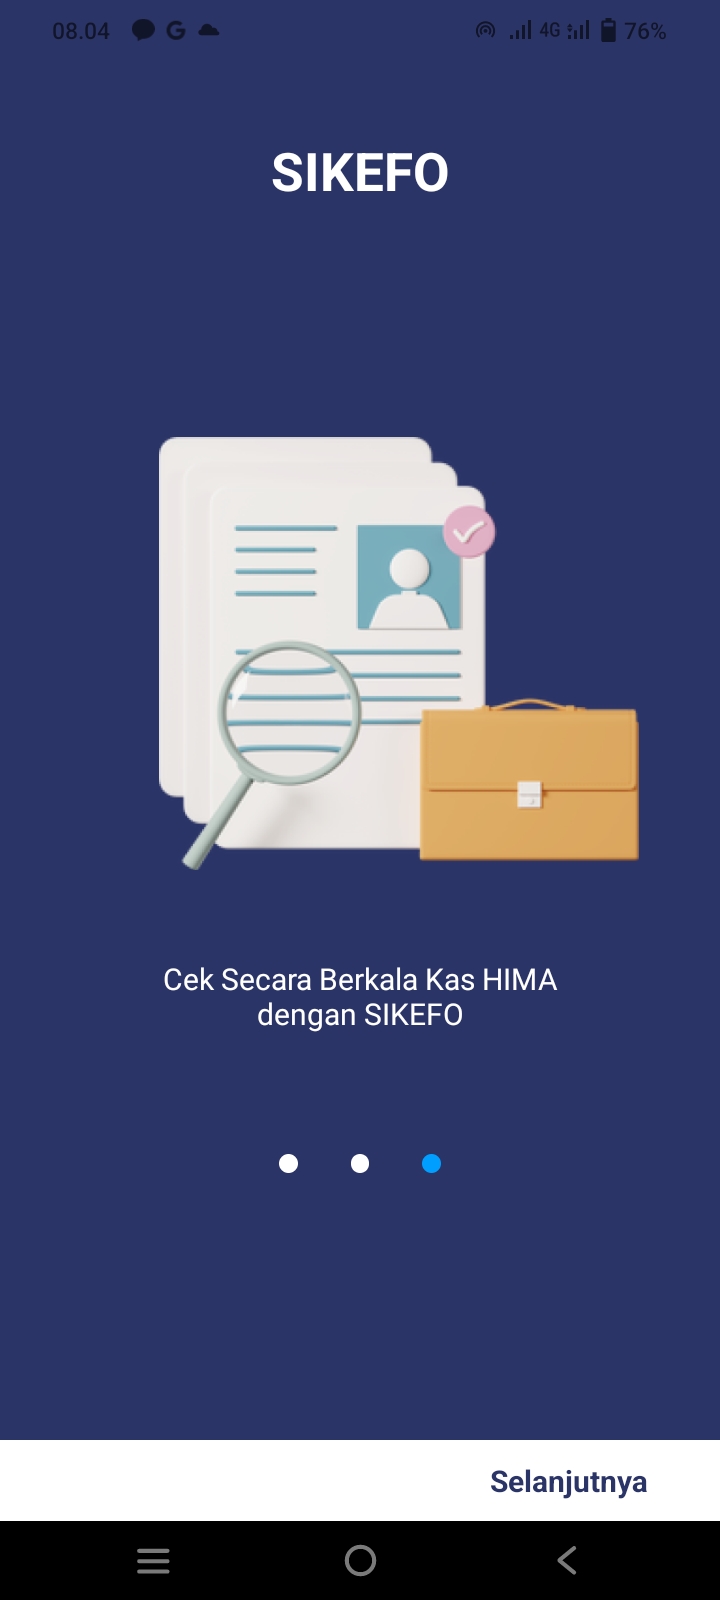 08.04 4G 76%
SIKEFO
Cek Secara Berkala Kas HIMA
dengan SIKEFO
Selanjutnya